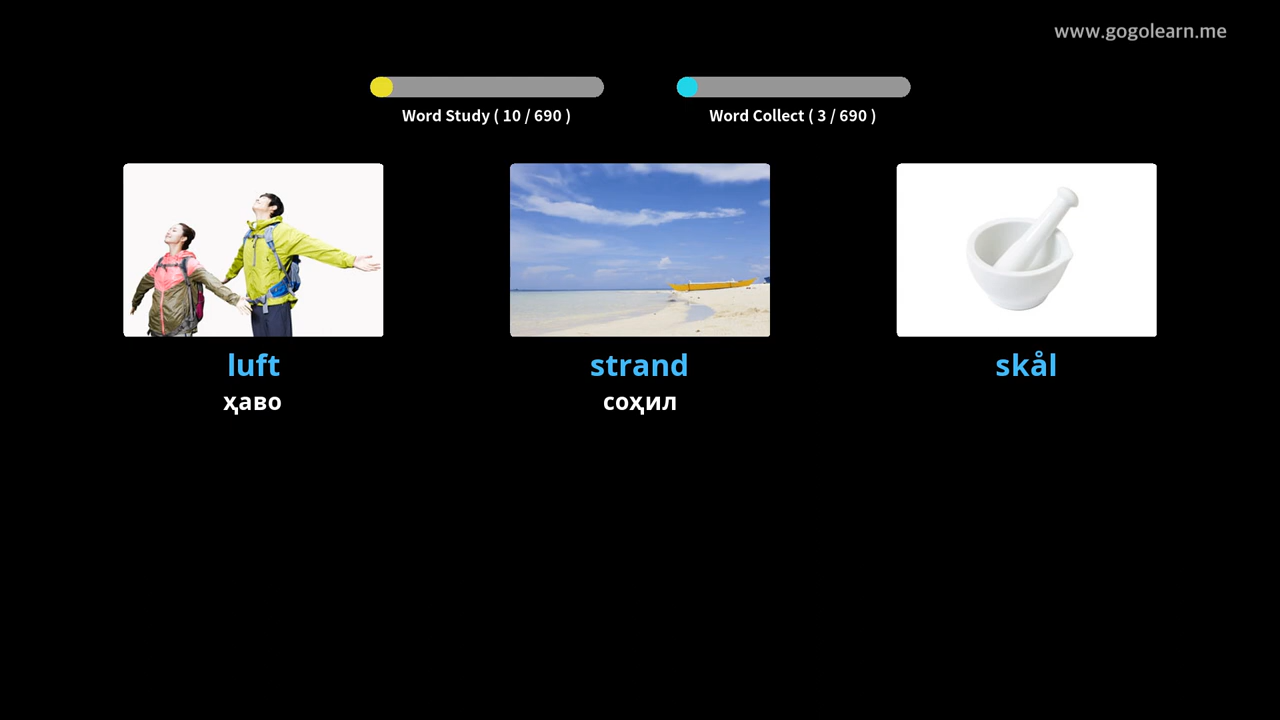 www.gogolearn.me
Word Study ( 10 / 690 )
Word Collect ( 3 / 690 )
luft
strand
skål
ҳаво
соҳил